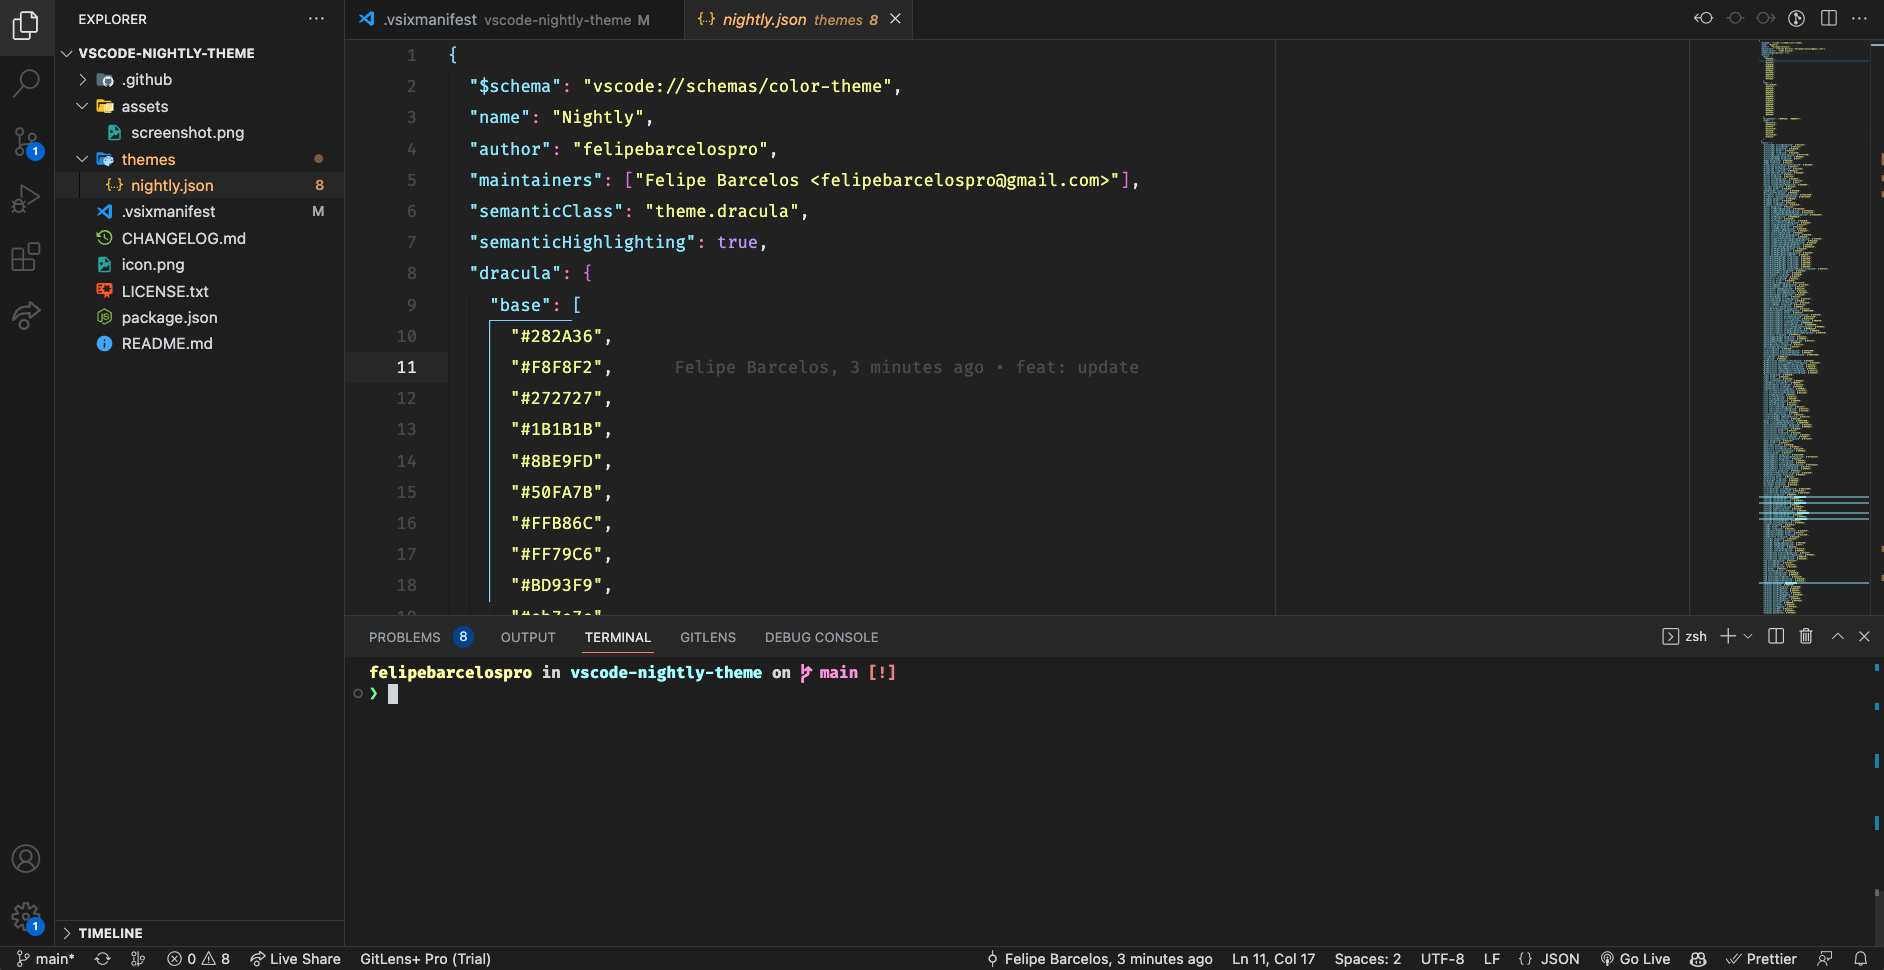 EXPLORER
VSCODE-NIGHTLY-THEME
.github
assets
screenshot.png
themes
nightly.json 8
.vsixmanifest M
CHANGELOG.md
icon.png
LICENSE.txt
package.json
README.md
1
1
TIMELINE
.vsixmanifest vscode-nightly-theme M
{..} nightly.json themes 8
1 {
2 "$schema": "vscode://schemas/color-theme",
3 "name": "Nightly",
4 "author": "felipebarcelospro",
5 "maintainers": ["Felipe Barcelos <felipebarcelospro@gmail.com>"],
6 "semanticClass": "theme.dracula",
7 "semanticHighlighting": true,
8 "dracula": {
9 "base": [
10 "#282A36",
11 "#F8F8F2", Felipe Barcelos, 3 minutes ago • feat: update
12 "#272727",
13 "#1B1B1B",
14 "#8BE9FD",
15 "#50FA7B",
16 "#FFB86C",
17 "#FF79C6",
18 "#BD93F9",
PROBLEMS 8 OUTPUT TERMINAL GITLENS DEBUG CONSOLE
zsh
felipebarcelospro in vscode-nightly-theme on main [!]
❯
main* 0 8 Live Share GitLens+ Pro (Trial) Felipe Barcelos, 3 minutes ago Ln 11, Col 17 Spaces: 2 UTF-8 LF {} JSON Go Live Prettier